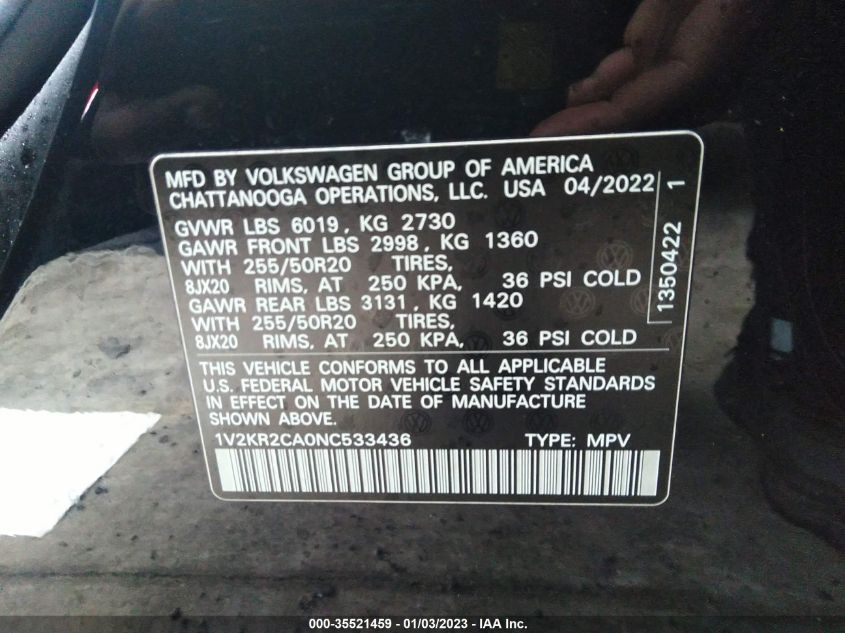 MFD BY VOLKSWAGEN GROUP OF AMERICA
CHATTANOOGA OPERATIONS, LLC. USA 04/2022
GVWR LBS 6019, KG 2730
GAWR FRONT LBS 2998, KG 1360
WITH 255/50R20 TIRES,
8JX20 RIMS, AT 250 KPA, 36 PSI COLD
GAWR REAR LBS 3131, KG 1420
WITH 255/50R20 TIRES,
8JX20 RIMS, AT 250 KPA, 36 PSI COLD
1350422 1
THIS VEHICLE CONFORMS TO ALL APPLICABLE
U.S. FEDERAL MOTOR VEHICLE SAFETY STANDARDS
IN EFFECT ON THE DATE OF MANUFACTURE
SHOWN ABOVE.
1V2KR2CA0NC533436 TYPE: MPV
000-35521459 - 01/03/2023 - IAA Inc.